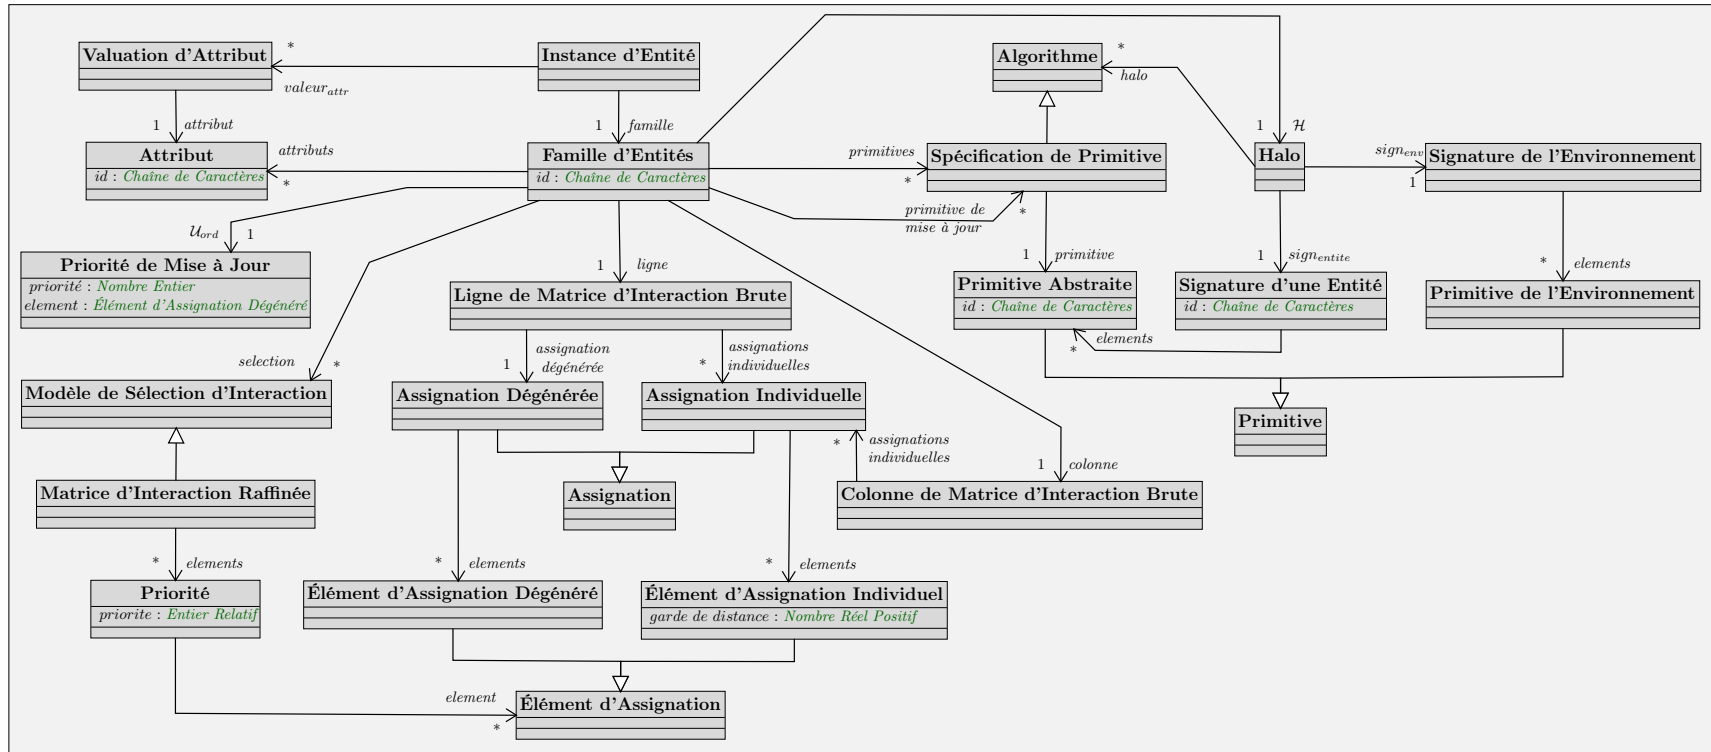 Valuation d'Attribut
*
valeur_attr
Instance d'Entité
Algorithme
*
halo
1
attribut
1
famille
1
ℋ
Attribut
id : Chaîne de Caractères
attributs
*
Famille d'Entités
id : Chaîne de Caractères
primitives
*
Spécification de Primitive
Halo
sign_env
1
Signature de l'Environnement
𝒰_ord
1
primitive de
mise à jour
*
Priorité de Mise à Jour
priorité : Nombre Entier
element : Élément d'Assignation Dégénéré
1
ligne
1
primitive
1
sign_entite
*
elements
Ligne de Matrice d'Interaction Brute
Primitive Abstraite
id : Chaîne de Caractères
Signature d'une Entité
id : Chaîne de Caractères
Primitive de l'Environnement
*
elements
selection
*
1
assignation
dégénérée
*
assignations
individuelles
Modèle de Sélection d'Interaction
Assignation Dégénérée
Assignation Individuelle
Primitive
*
assignations
individuelles
1
colonne
Matrice d'Interaction Raffinée
Assignation
Colonne de Matrice d'Interaction Brute
*
elements
*
elements
*
elements
Priorité
priorite : Entier Relatif
Élément d'Assignation Dégénéré
Élément d'Assignation Individuel
garde de distance : Nombre Réel Positif
element
*
Élément d'Assignation